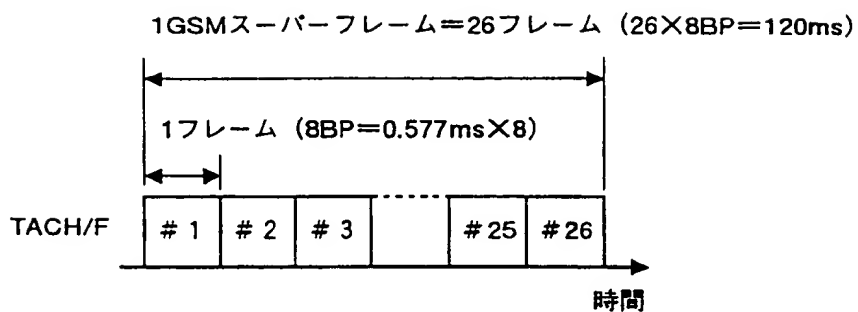 1GSMスーパーフレーム=26フレーム（26×8BP=120ms）
1フレーム（8BP=0.577ms×8）
TACH/F #1 #2 #3 #25 #26
時間